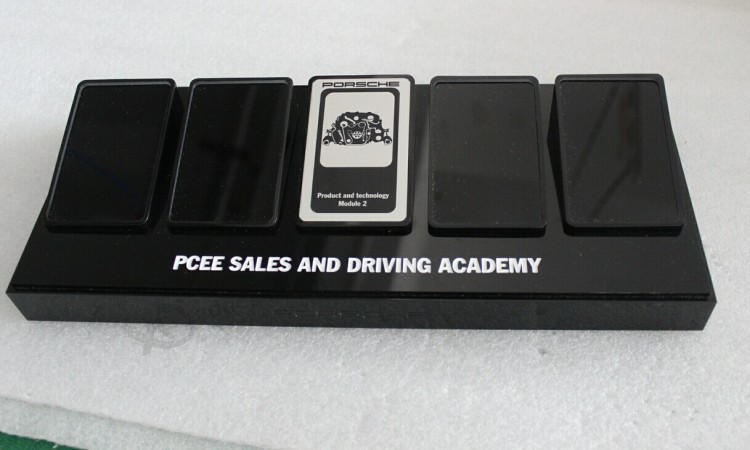 PORSCHE
Product and technology
Module 2
PCEE SALES AND DRIVING ACADEMY